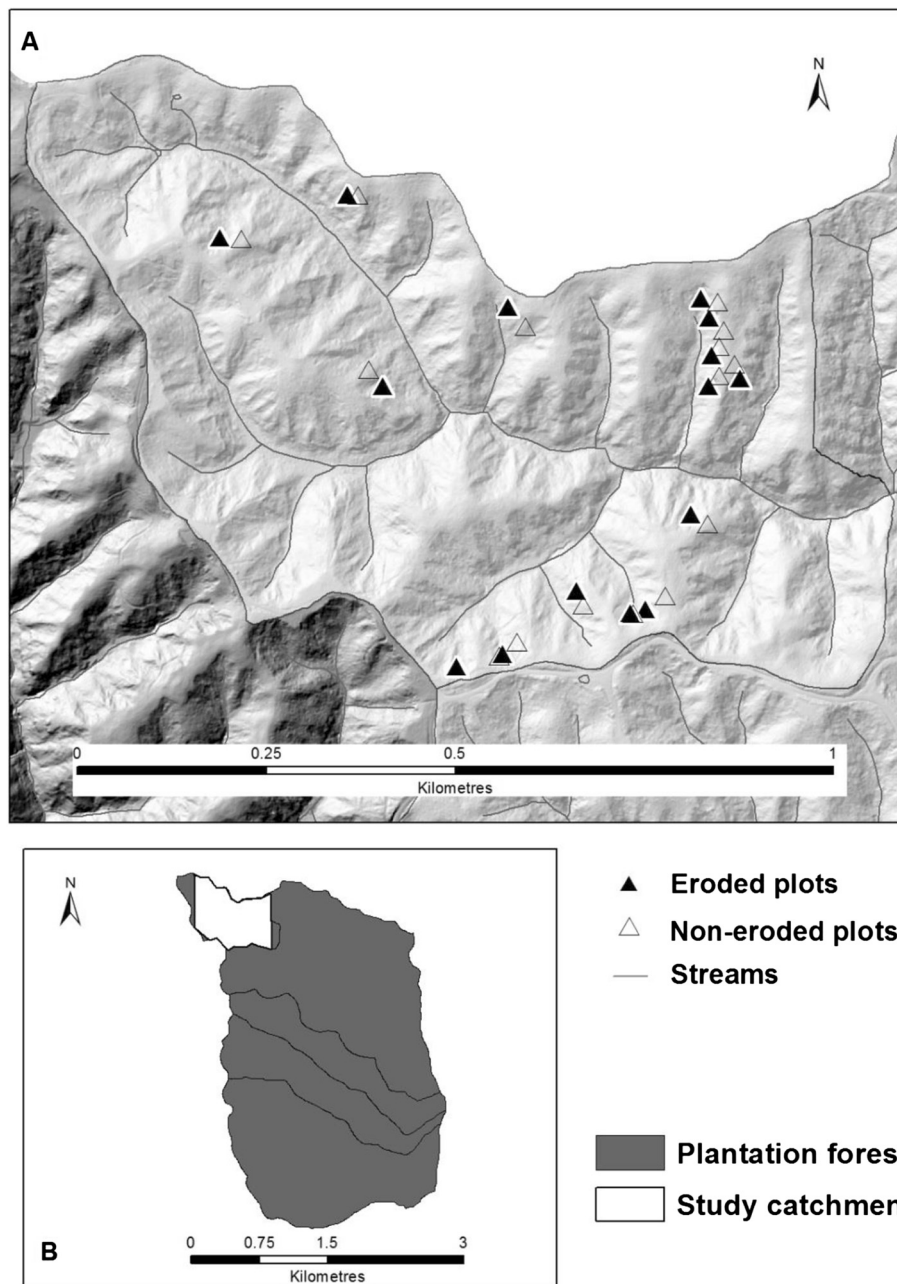 A
N
0 0.25 0.5 1
Kilometres
N
B
0 0.75 1.5 3
Kilometres
Eroded plots
Non-eroded plots
Streams
Plantation fores
Study catchmen